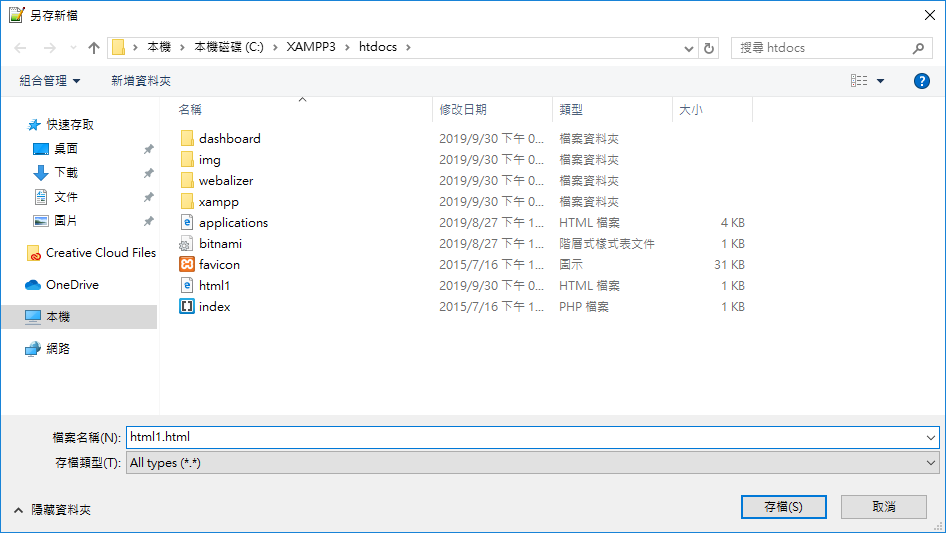 另存新檔
本機 本機磁碟 (C:) XAMPP3 htdocs 搜尋 htdocs
組合管理 新增資料夾
名稱 修改日期 類型 大小
快速存取
桌面
下載
文件
圖片
Creative Cloud Files
OneDrive
本機
網路
dashboard 2019/9/30 下午 0... 檔案資料夾
img 2019/9/30 下午 0... 檔案資料夾
webalizer 2019/9/30 下午 0... 檔案資料夾
xampp 2019/9/30 下午 0... 檔案資料夾
applications 2019/8/27 下午 1... HTML 檔案 4 KB
bitnami 2019/8/27 下午 1... 階層式樣式表文件 1 KB
favicon 2015/7/16 下午 1... 圖示 31 KB
html1 2019/9/30 下午 0... HTML 檔案 1 KB
index 2015/7/16 下午 1... PHP 檔案 1 KB
檔案名稱(N): html1.html
存檔類型(T): All types (*.*)
隱藏資料夾 存檔(S) 取消